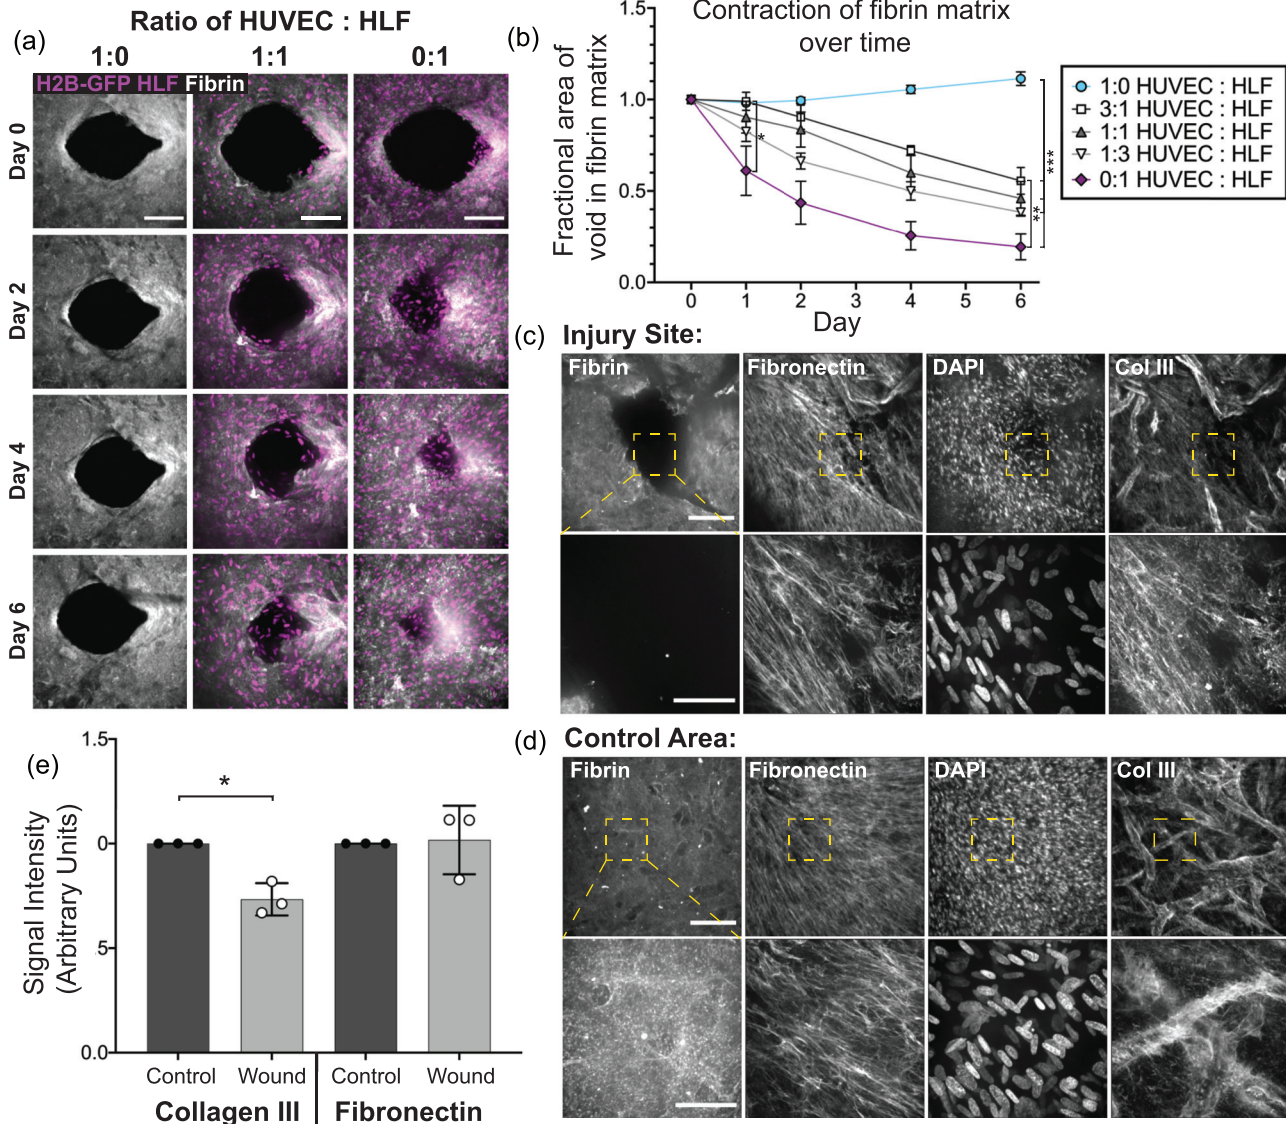 Ratio of HUVEC : HLF
(a)
1:0
1:1
0:1
H2B-GFP HLF Fibrin
Day 0
Day 2
Day 4
Day 6
(b)
Contraction of fibrin matrix
over time
Fractional area of
void in fibrin matrix
1.5
1.0
0.5
0.0
0
1
2
3
4
5
6
Day
*
**
***
1:0 HUVEC : HLF
3:1 HUVEC : HLF
1:1 HUVEC : HLF
1:3 HUVEC : HLF
0:1 HUVEC : HLF
(c)
Injury Site:
Fibrin
Fibronectin
DAPI
Col III
(d)
Control Area:
Fibrin
Fibronectin
DAPI
Col III
(e)
Signal Intensity
(Arbitrary Units)
1.5
0
.5
0.0
*
Control
Wound
Control
Wound
Collagen III
Fibronectin